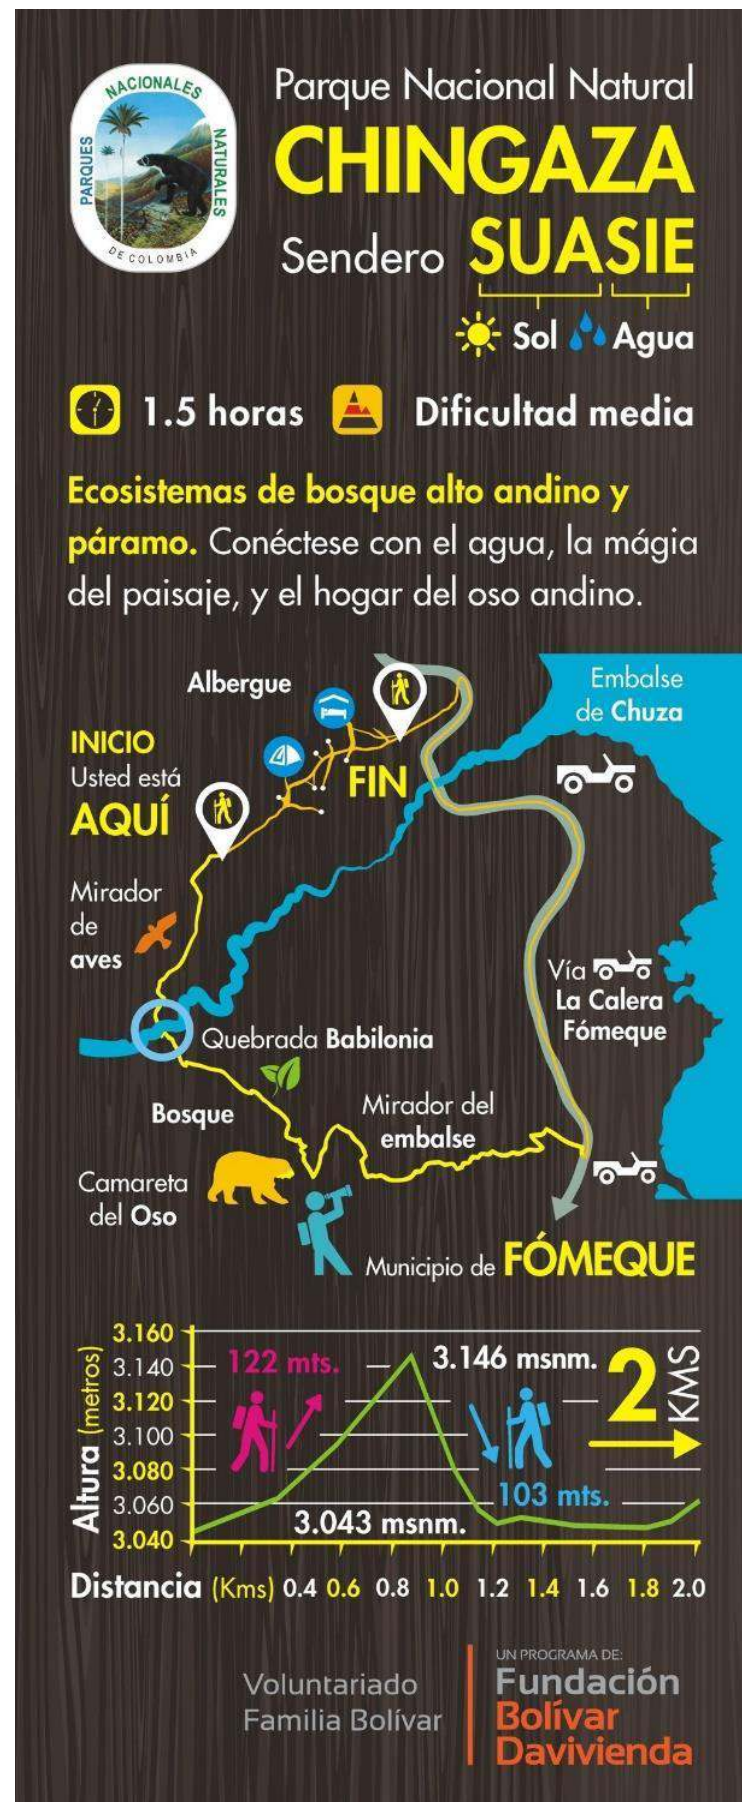 PARQUES NACIONALES NATURALES
DE COLOMBIA
Parque Nacional Natural
CHINGAZA
Sendero SUASIE
Sol Agua
1.5 horas Dificultad media
Ecosistemas de bosque alto andino y
páramo. Conéctese con el agua, la mágia
del paisaje, y el hogar del oso andino.
Albergue
Embalse
de Chuza
INICIO
Usted está
AQUÍ
FIN
Mirador
de
aves
Vía
La Calera
Fómeque
Quebrada Babilonia
Bosque
Mirador del
embalse
Camareta
del Oso
Municipio de FÓMEQUE
Altura (metros)
3.160
3.140
3.120
3.100
3.080
3.060
3.040
122 mts.
3.146 msnm.
2 KMS
103 mts.
3.043 msnm.
Distancia (Kms) 0.4 0.6 0.8 1.0 1.2 1.4 1.6 1.8 2.0
Voluntariado
Familia Bolívar
UN PROGRAMA DE:
Fundación
Bolívar
Davivienda